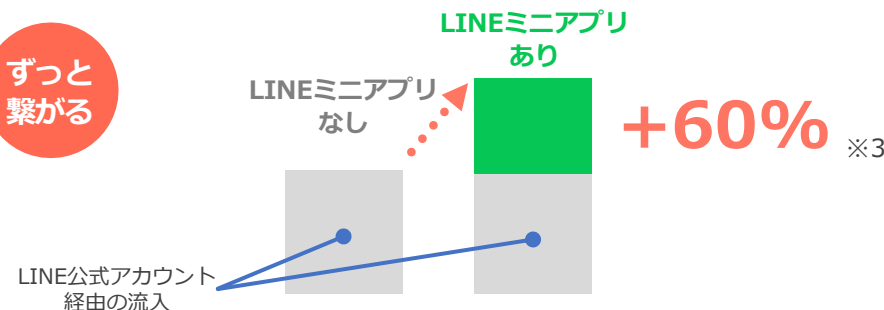 ずっと
繋がる
LINEミニアプリ
なし
LINEミニアプリ
あり
+60%
※3
LINE公式アカウント
経由の流入